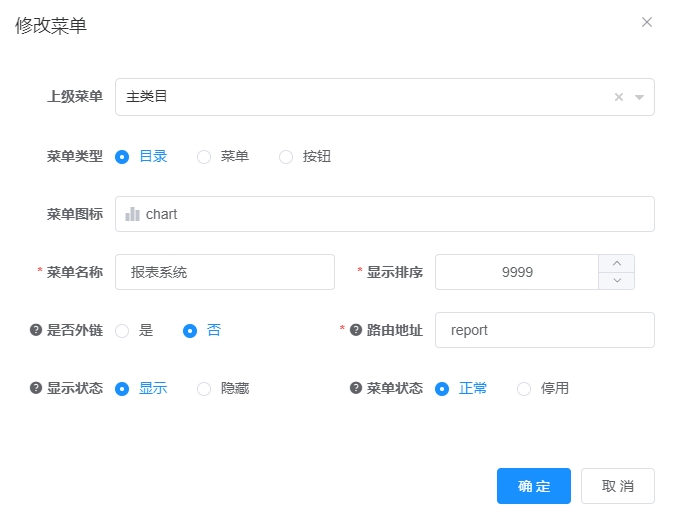 修改菜单
上级菜单 主类目
菜单类型 目录 菜单 按钮
菜单图标 chart
* 菜单名称 报表系统 * 显示排序 9999
是否外链 是 否 * 路由地址 report
显示状态 显示 隐藏 菜单状态 正常 停用
确 定 取 消